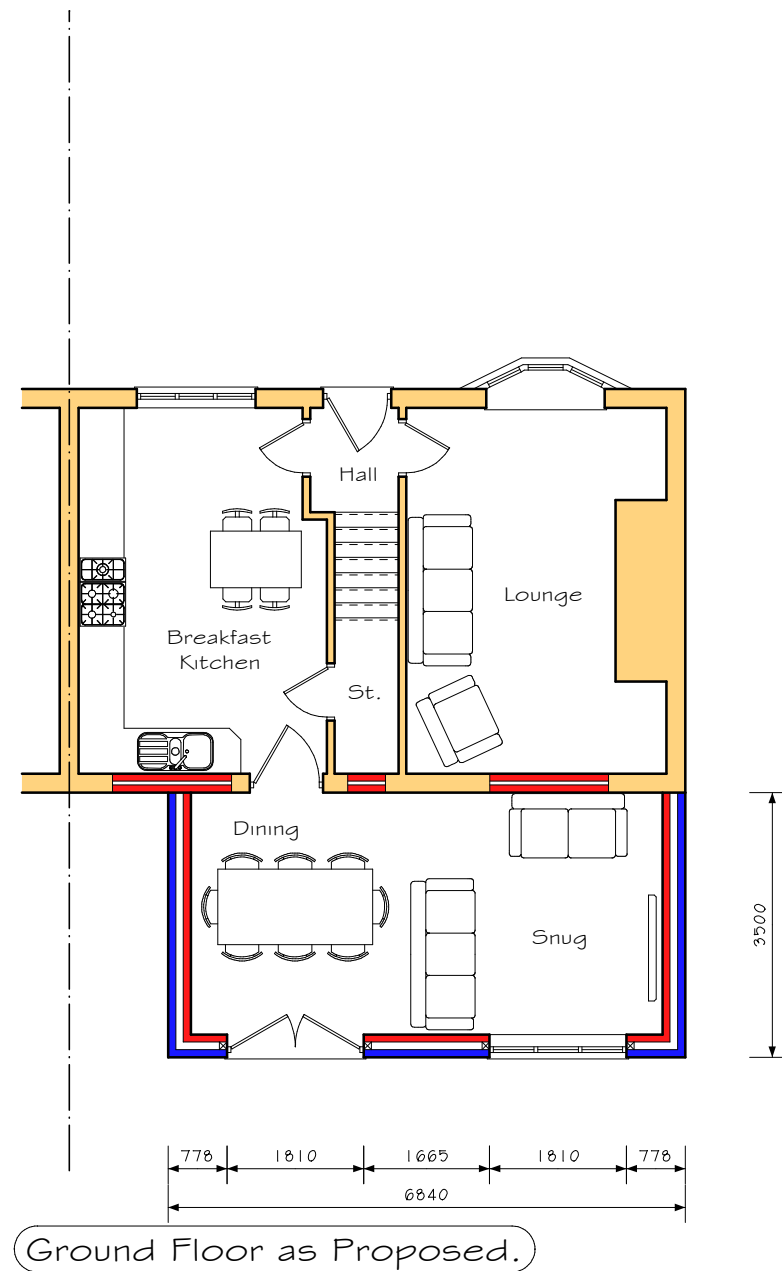 Hall
Lounge
Breakfast
Kitchen
St.
Dining
Snug
3500
778 1810 1665 1810 778
6840
Ground Floor as Proposed.